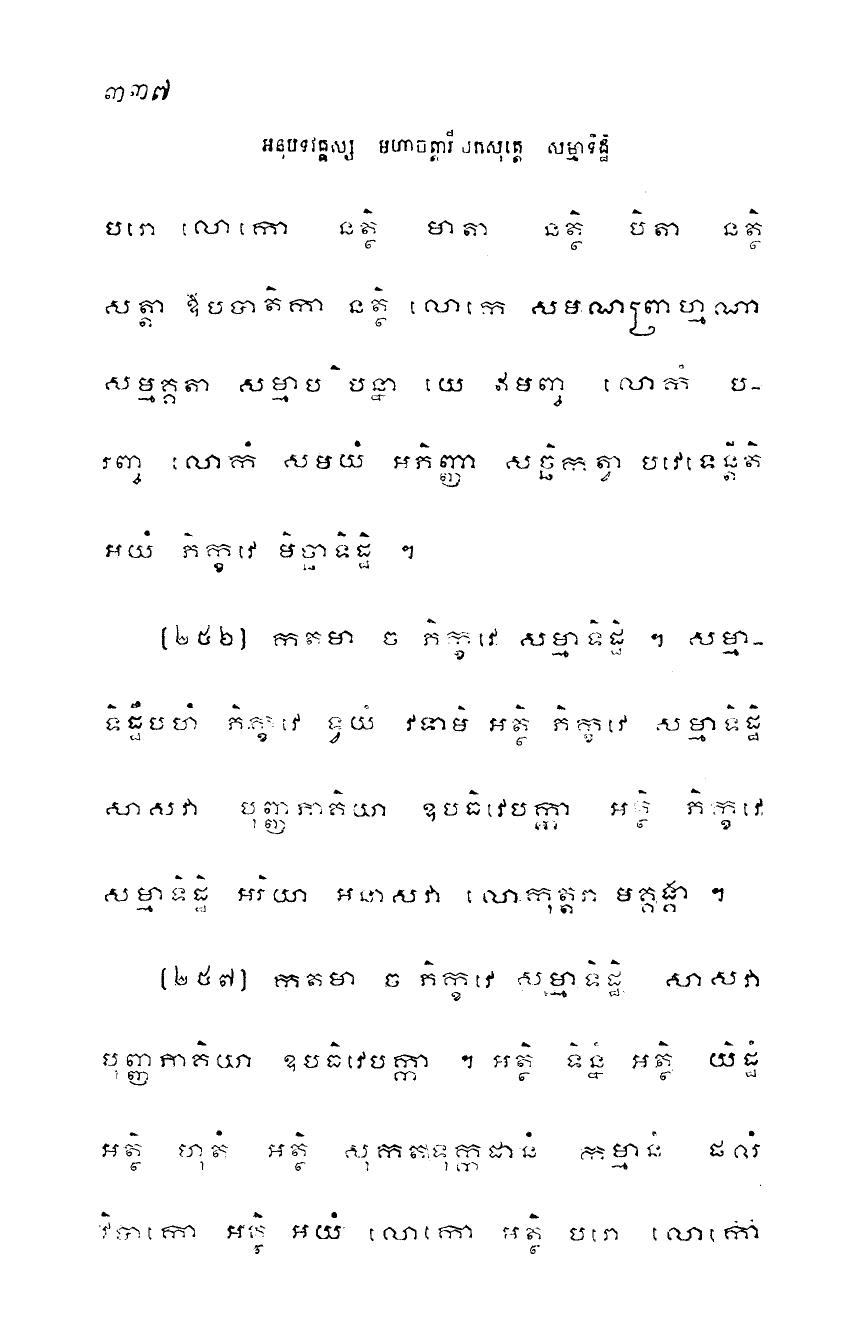 ៣៣៧
អនុបទវគ្គស្ស មហាចត្តារីសកសុត្តេ សម្មាទិដ្ឋិ
បរោ លោកោ នត្ថិ មាតា នត្ថិ បិតា នត្ថិ
សត្តា ឱបបាតិកា នត្ថិ លោកេ សមណព្រាហ្មណា
សម្មគ្គតា សម្មាបដិបន្នា យេ ឥមញ្ច លោកំ ប-
រញ្ច លោកំ សមយំ អភិញ្ញា សច្ឆិកត្វា បវេទេន្តីតិ
អយំ ភិក្ខវេ មិច្ឆាទិដ្ឋិ ។
(២៥៦) កតមា ច ភិក្ខវេ សម្មាទិដ្ឋិ ។ សម្មា-
ទិដ្ឋឹបហំ ភិក្ខវេ ទ្វយំ វទាមិ អត្ថិ ភិក្ខវេ សម្មាទិដ្ឋិ
សាសវា បុញ្ញភាគិយា ឧបធិវេបក្កា អត្ថិ ភិក្ខវេ
សម្មាទិដ្ឋិ អរិយា អនាសវា លោកុត្តរា មគ្គង្គា ។
(២៥៧) កតមា ច ភិក្ខវេ សម្មាទិដ្ឋិ សាសវា
បុញ្ញភាគិយា ឧបធិវេបក្កា ។ អត្ថិ ទិន្នំ អត្ថិ យិដ្ឋំ
អត្ថិ ហុតំ អត្ថិ សុកតទុក្កដានំ កម្មានំ ផលំ
វិបាកោ អត្ថិ អយំ លោកោ អត្ថិ បរោ លោកោ